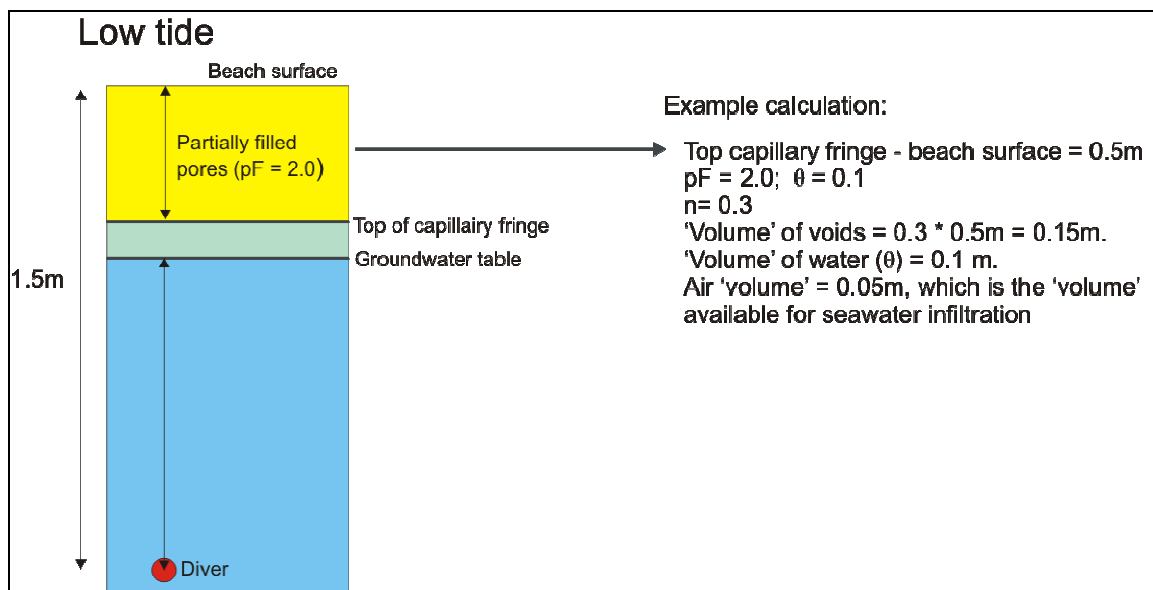 Low tide
Beach surface
Partially filled
pores (pF = 2.0)
Top of capillairy fringe
Groundwater table
1.5m
Diver
Example calculation:
Top capillary fringe - beach surface = 0.5m
pF = 2.0;  θ = 0.1
n= 0.3
‘Volume’ of voids = 0.3 * 0.5m = 0.15m.
‘Volume’ of water (θ) = 0.1 m.
Air ‘volume’ = 0.05m, which is the ‘volume’
available for seawater infiltration